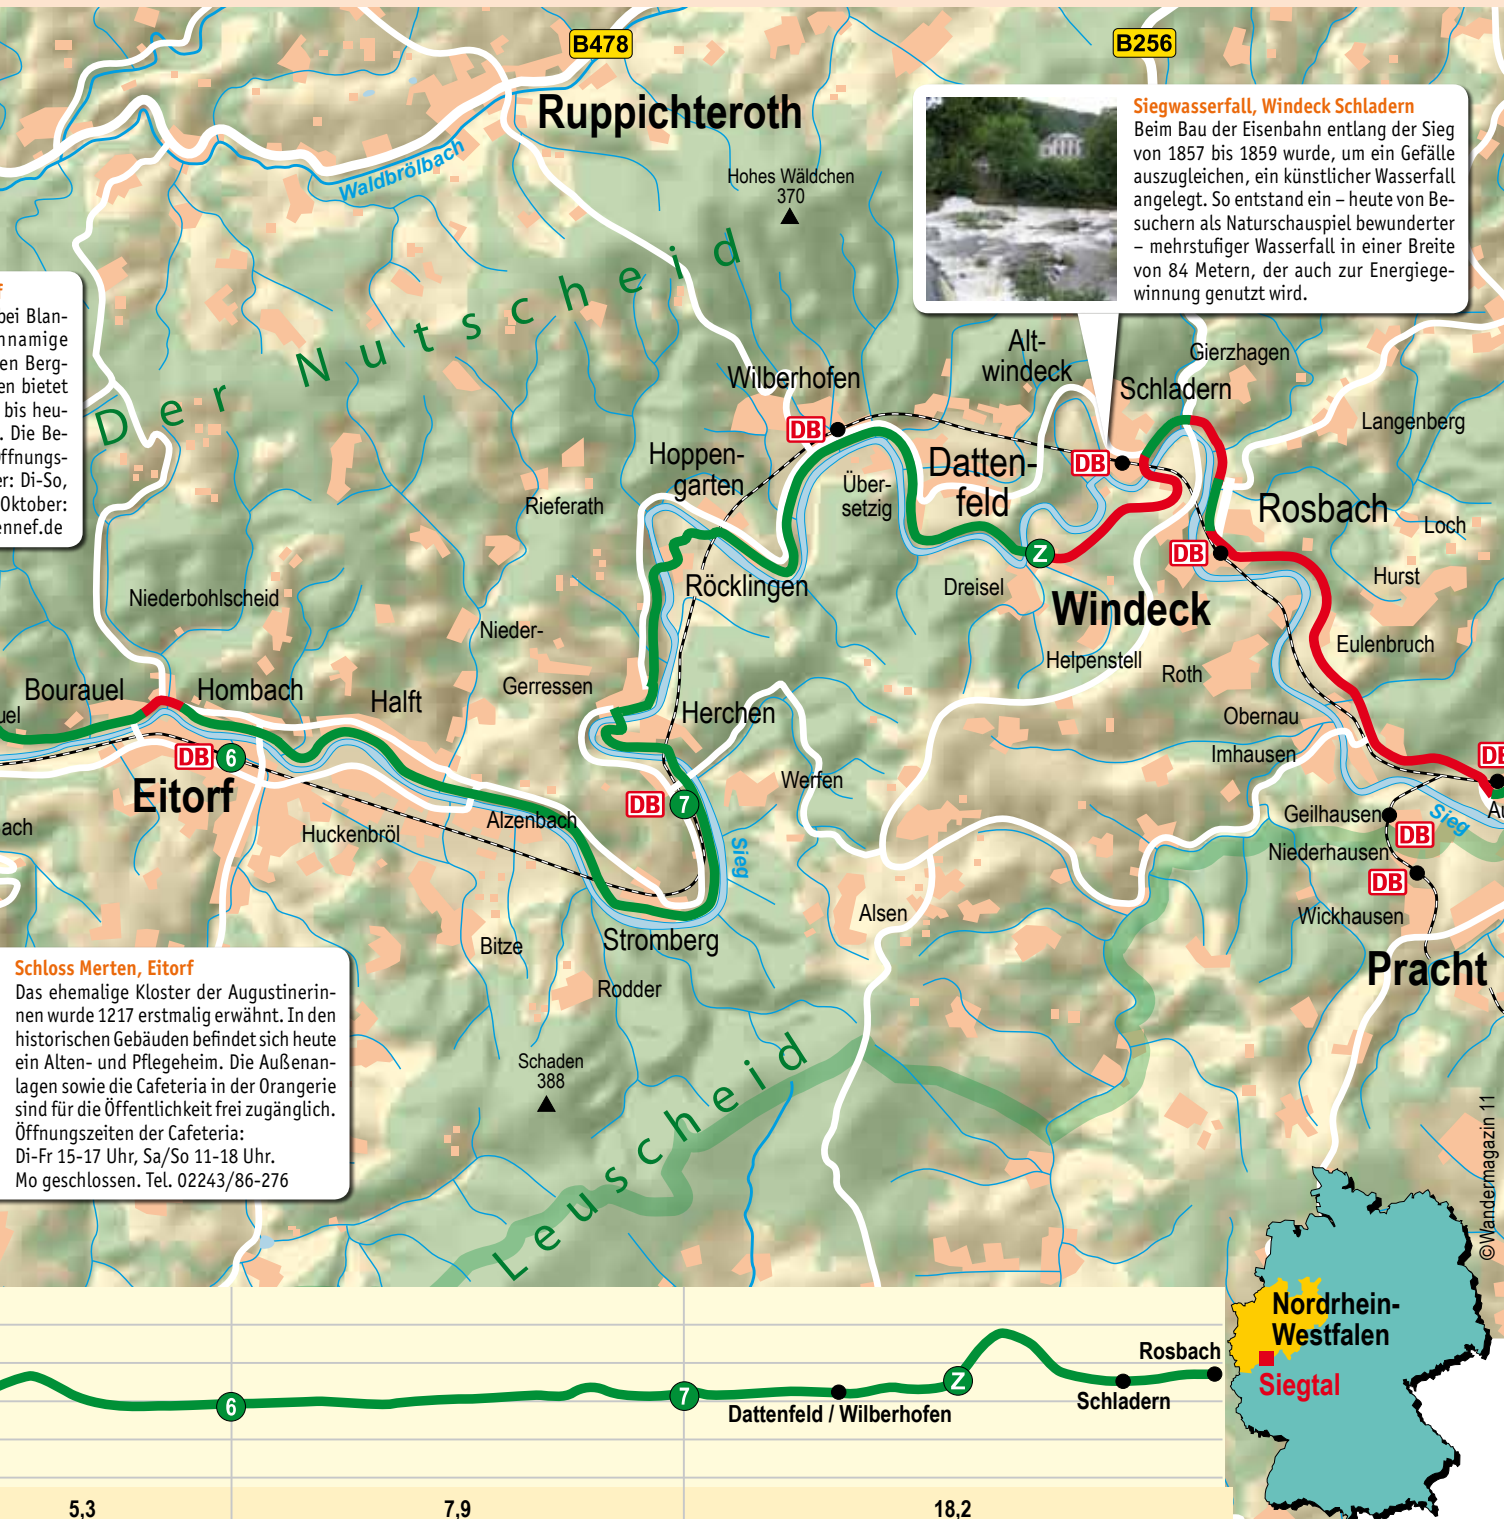 B478
B256
Ruppichteroth
Waldbrölbach
Hohes Wäldchen
370
Siegwasserfall, Windeck Schladern
Beim Bau der Eisenbahn entlang der Sieg
von 1857 bis 1859 wurde, um ein Gefälle
auszugleichen, ein künstlicher Wasserfall
angelegt. So entstand ein – heute von Be-
suchern als Naturschauspiel bewunderter
– mehrstufiger Wasserfall in einer Breite
von 84 Metern, der auch zur Energiege-
winnung genutzt wird.
Der Nutscheid
bei Blan-
nnamige
en Berg-
en bietet
bis heu-
. Die Be-
ffnungs-
er: Di-So,
Oktober:
ennef.de
Alt-
windeck
Gierzhagen
Schladern
Wilberhofen
Langenberg
DB
Hoppen-
garten
Datten-
feld
DB
Über-
setzig
Rieferath
Rosbach
Loch
Z
DB
Röcklingen
Dreisel
Hurst
Niederbohlscheid
Windeck
Nieder-
Gerressen
Eulenbruch
Helpenstell
Roth
Bourauel
Hombach
Halft
uel
Herchen
Obernau
Imhausen
DB
6
DB
Eitorf
Werfen
DB
7
Geilhausen
Sieg
Au
ach
Huckenbröl
Alzenbach
DB
Sieg
Niederhausen
DB
Alsen
Wickhausen
Bitze
Stromberg
Pracht
Rodder
Schloss Merten, Eitorf
Das ehemalige Kloster der Augustinerin-
nen wurde 1217 erstmalig erwähnt. In den
historischen Gebäuden befindet sich heute
ein Alten- und Pflegeheim. Die Außenan-
lagen sowie die Cafeteria in der Orangerie
sind für die Öffentlichkeit frei zugänglich.
Öffnungszeiten der Cafeteria:
Di-Fr 15-17 Uhr, Sa/So 11-18 Uhr.
Mo geschlossen. Tel. 02243/86-276
Schaden
388
Leuscheid
©Wandermagazin 11
Nordrhein-
Westfalen
Siegtal
Rosbach
6
7
Z
Dattenfeld / Wilberhofen
Schladern
5,3
7,9
18,2